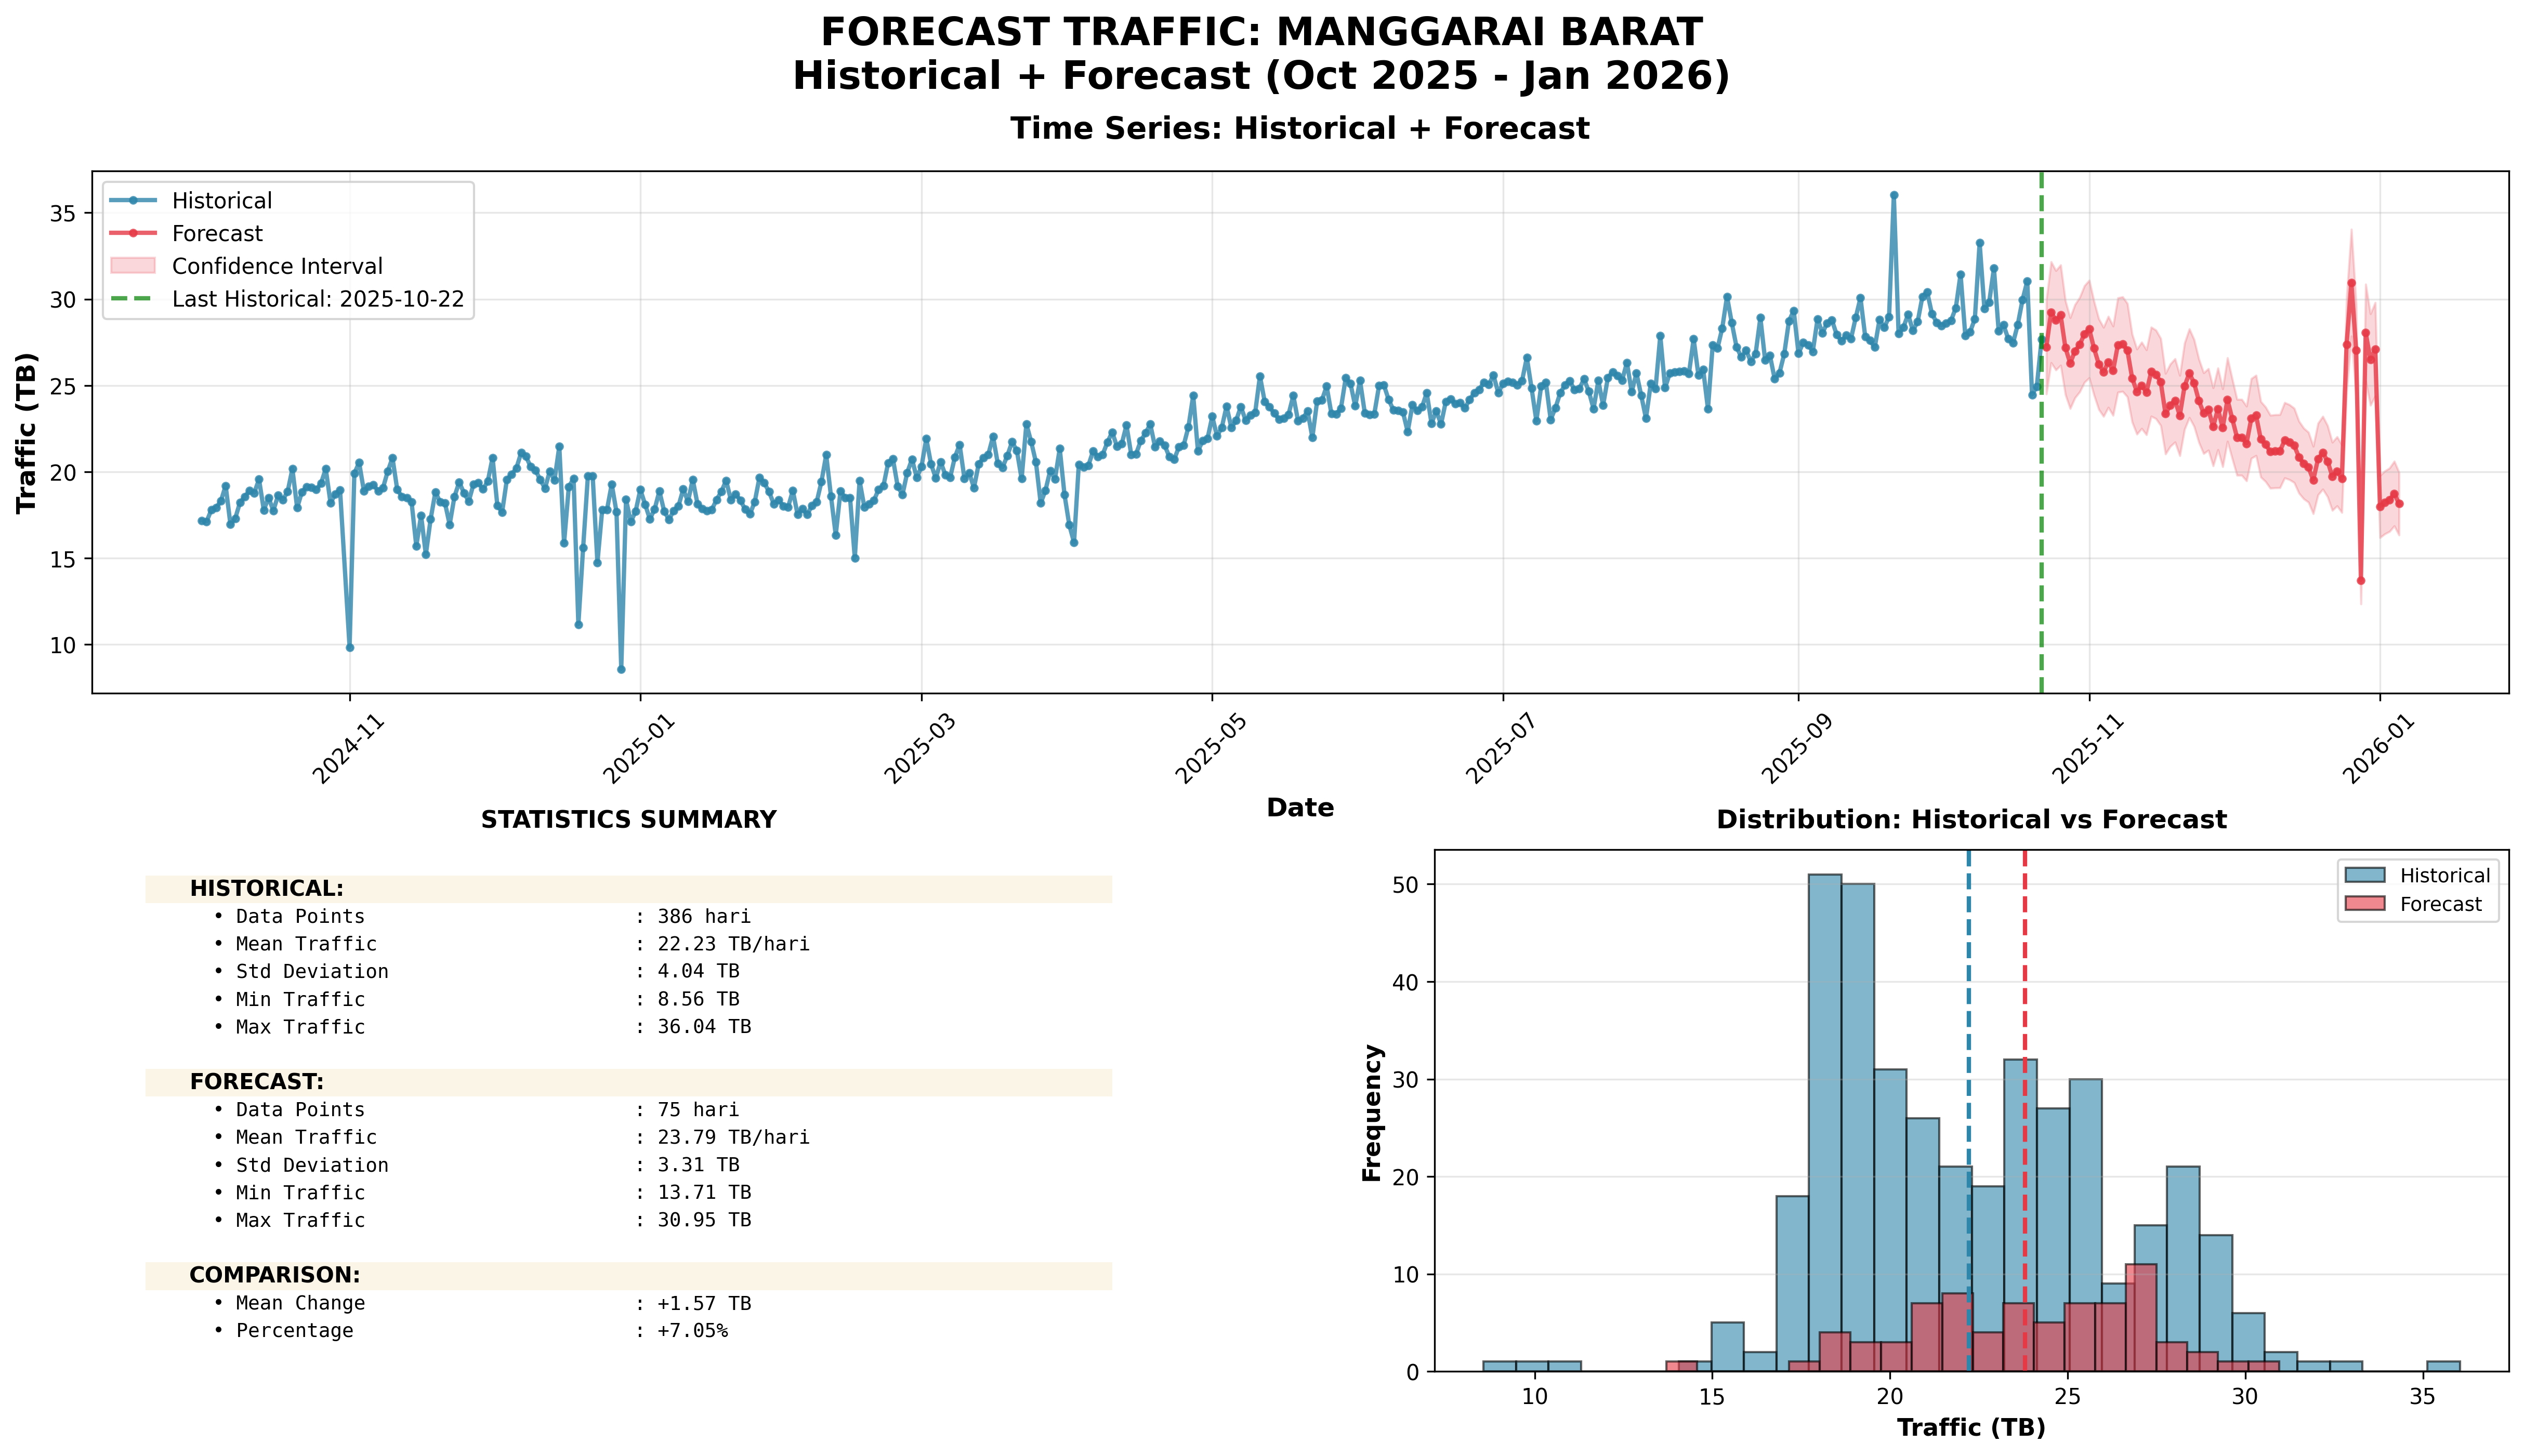 FORECAST TRAFFIC: MANGGARAI BARAT
Historical + Forecast (Oct 2025 - Jan 2026)
Time Series: Historical + Forecast
Historical
Forecast
Confidence Interval
Last Historical: 2025-10-22
Traffic (TB)
35
30
25
20
15
10
2024-11
2025-01
2025-03
2025-05
2025-07
2025-09
2025-11
2026-01
Date
STATISTICS SUMMARY
HISTORICAL:
• Data Points : 386 hari
• Mean Traffic : 22.23 TB/hari
• Std Deviation : 4.04 TB
• Min Traffic : 8.56 TB
• Max Traffic : 36.04 TB
FORECAST:
• Data Points : 75 hari
• Mean Traffic : 23.79 TB/hari
• Std Deviation : 3.31 TB
• Min Traffic : 13.71 TB
• Max Traffic : 30.95 TB
COMPARISON:
• Mean Change : +1.57 TB
• Percentage : +7.05%
Distribution: Historical vs Forecast
Historical
Forecast
Frequency
50
40
30
20
10
0
10
15
20
25
30
35
Traffic (TB)